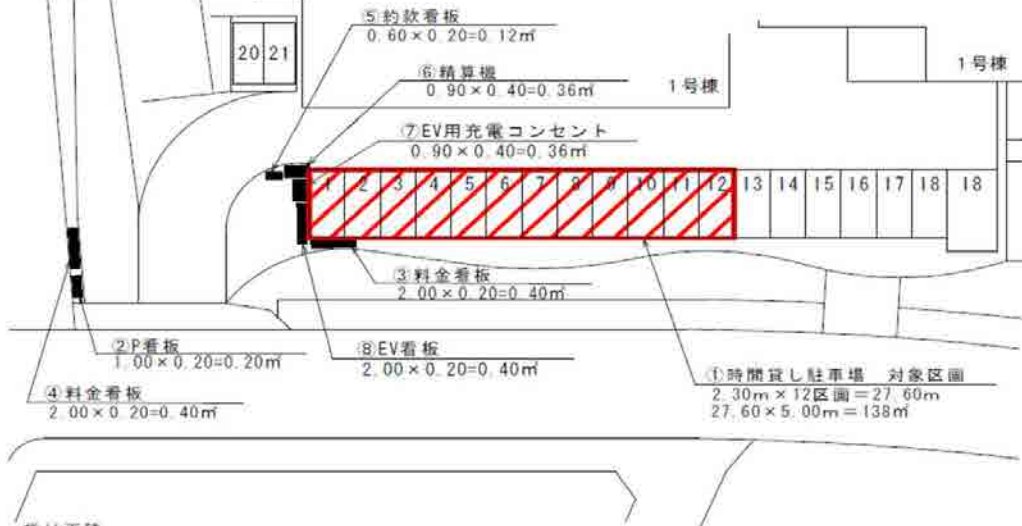 ⑤約款看板
0.60×0.20=0.12㎡
20 21
⑥精算機
0.90×0.40=0.36㎡
1号棟
1号棟
⑦EV用充電コンセント
0.90×0.40=0.36㎡
1 2 3 4 5 6 7 8 9 10 11 12 13 14 15 16 17 18 18
③料金看板
2.00×0.20=0.40㎡
②P看板
1.00×0.20=0.20㎡
⑧EV看板
2.00×0.20=0.40㎡
①時間貸し駐車場 対象区画
2.30m×12区画=27.60m
27.60×5.00m=138㎡
④料金看板
2.00×0.20=0.40㎡